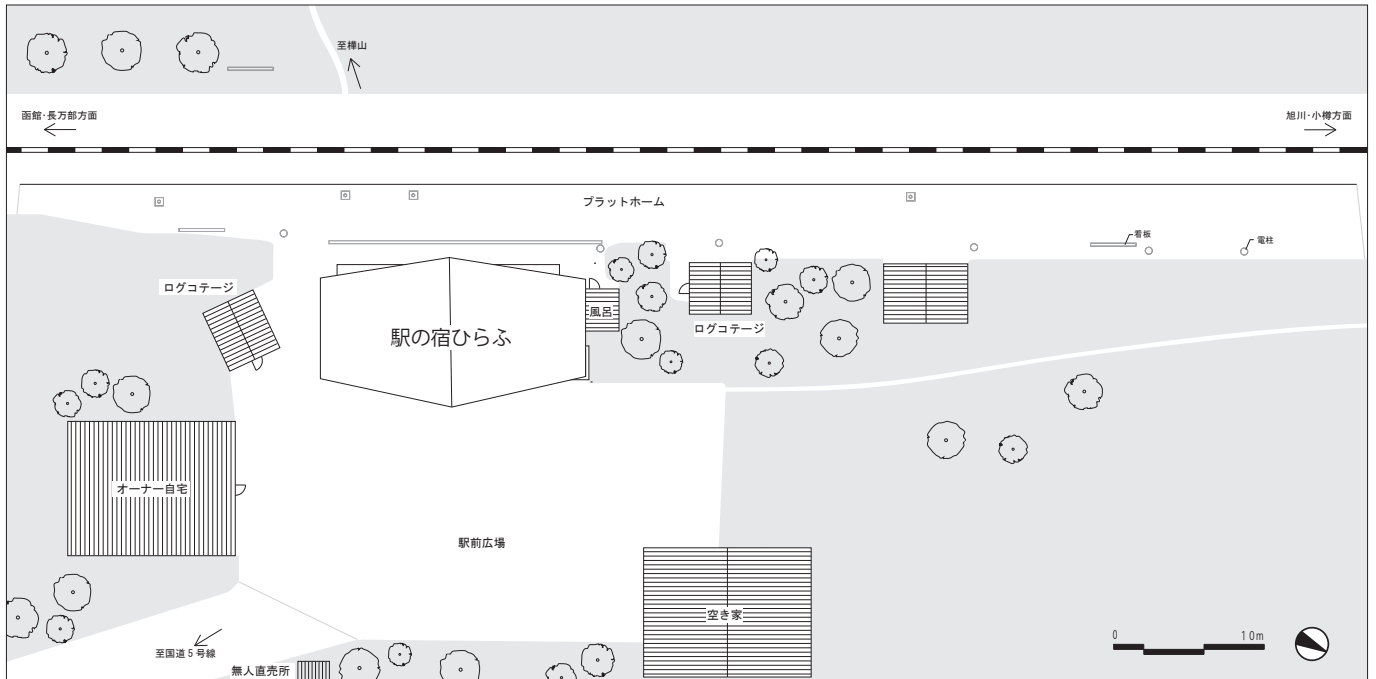 至樺山
函館・長万部方面
旭川・小樽方面
プラットホーム
看板
電柱
ログコテージ
風呂
ログコテージ
駅の宿ひらふ
オーナー自宅
駅前広場
空き家
至国道5号線
無人直売所
0
10m